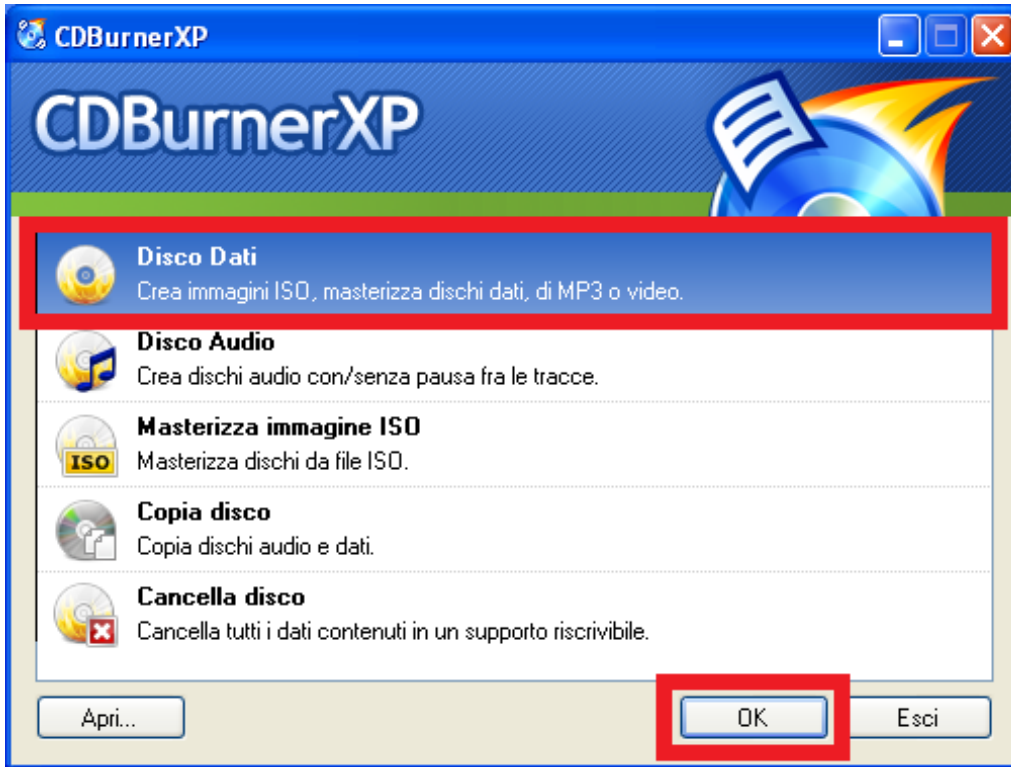 CDBurnerXP
CDBurnerXP
Disco Dati
Crea immagini ISO, masterizza dischi dati, di MP3 o video.
Disco Audio
Crea dischi audio con/senza pausa fra le tracce.
Masterizza immagine ISO
ISO
Masterizza dischi da file ISO.
Copia disco
Copia dischi audio e dati.
Cancella disco
Cancella tutti i dati contenuti in un supporto riscrivibile.
Apri... OK Esci